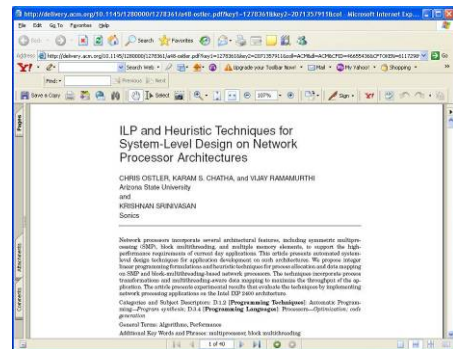 http://delivery.acm.org/10.1145/1280000/1278361/a48-ostler.pdf?key1=1278361&key2=2071357911&col - Microsoft Internet Exp...
File Edit Go To Favorites Help
Search Favorites
Address
Search Web Upgrade your Toolbar Now! Mail My Yahoo! Shopping
Find: Previous Next
Save a Copy Select 107% Sign
Pages
Attachments
Comments
ILP and Heuristic Techniques for
System-Level Design on Network
Processor Architectures
CHRIS OSTLER, KARAM S. CHATHA, and VIJAY RAMAMURTHI
Arizona State University
and
KRISHNAN SRINIVASAN
Sonics
Network processors incorporate several architectural features, including symmetric multipro-
cessing (SMP), block multithreading, and multiple memory elements, to support the high-
performance requirements of current day applications. This article presents automated system-
level design techniques for application development on such architectures. We propose integer
linear programming formulations and heuristic techniques for process allocation and data mapping
on SMP and block-multithreading-based network processors. The techniques incorporate process
transformations and multithreading-aware data mapping to maximize the throughput of the ap-
plication. The article presents experimental results that evaluate the techniques by implementing
network processing applications on the Intel IXP 2400 architecture.
Categories and Subject Descriptors: D.1.2 [Programming Techniques]: Automatic Program-
ming—Program synthesis; D.3.4 [Programming Languages]: Processors—Optimization; code
generation
General Terms: Algorithms, Performance
Additional Key Words and Phrases: multiprocessor, block multithreading
1 of 40